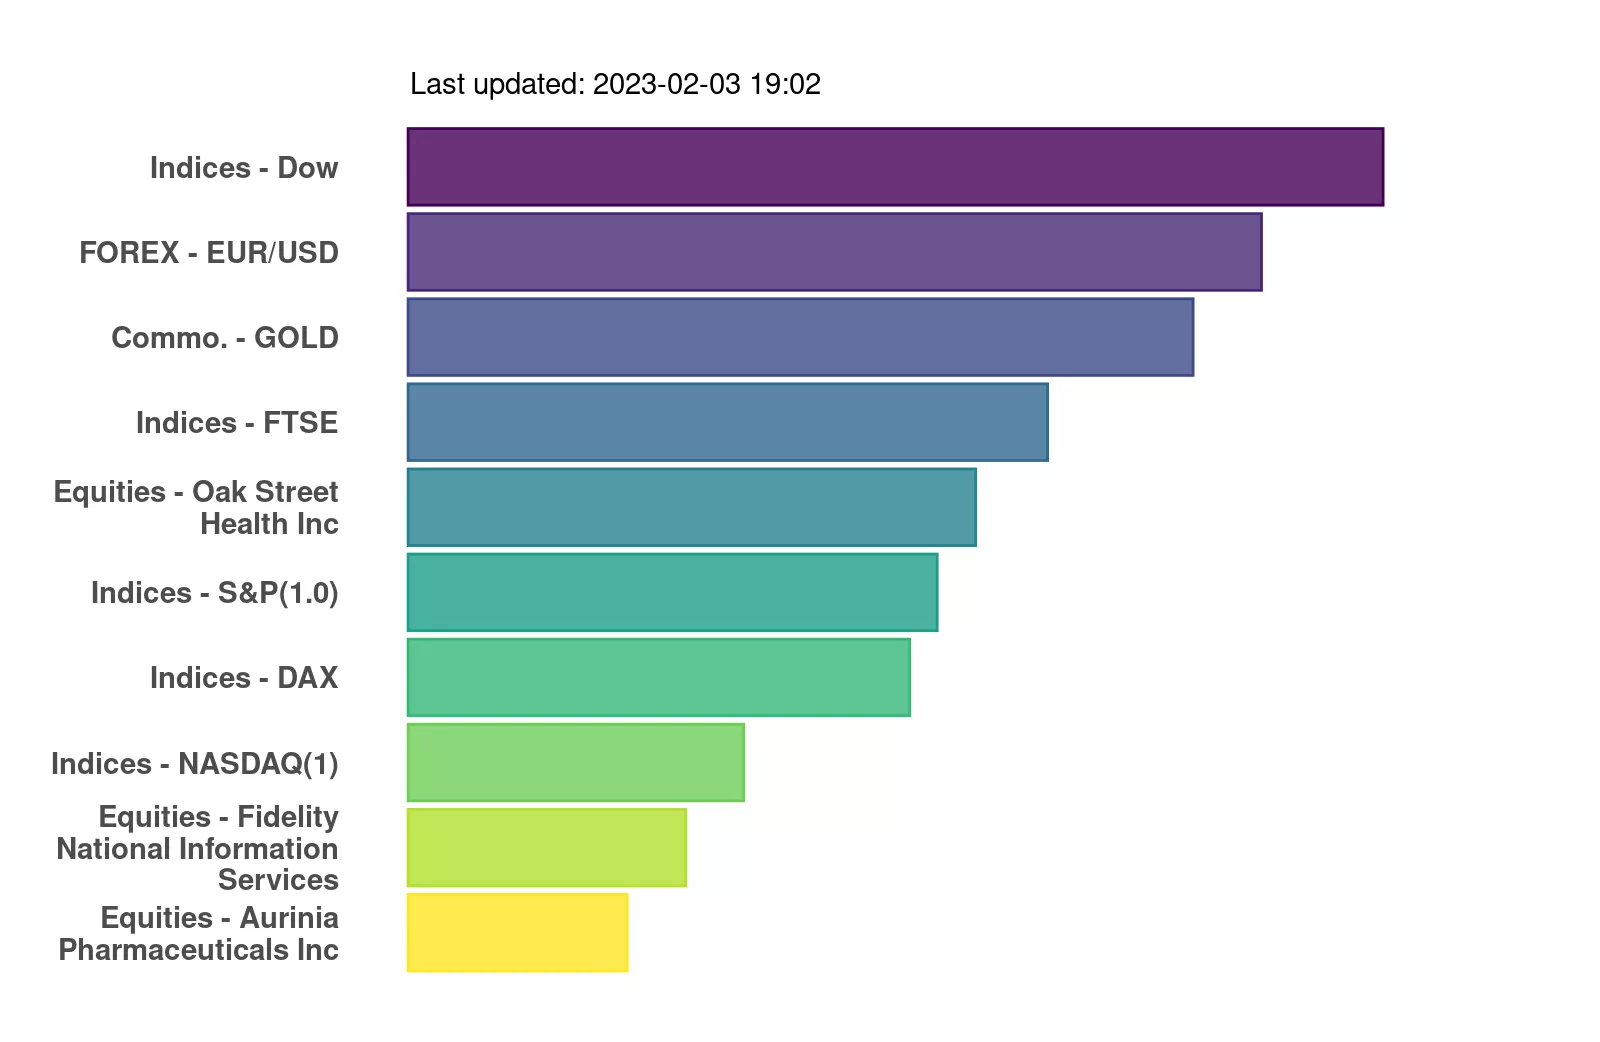 Last updated: 2023-02-03 19:02
Indices - Dow
FOREX - EUR/USD
Commo. - GOLD
Indices - FTSE
Equities - Oak Street
Health Inc
Indices - S&P(1.0)
Indices - DAX
Indices - NASDAQ(1)
Equities - Fidelity
National Information
Services
Equities - Aurinia
Pharmaceuticals Inc